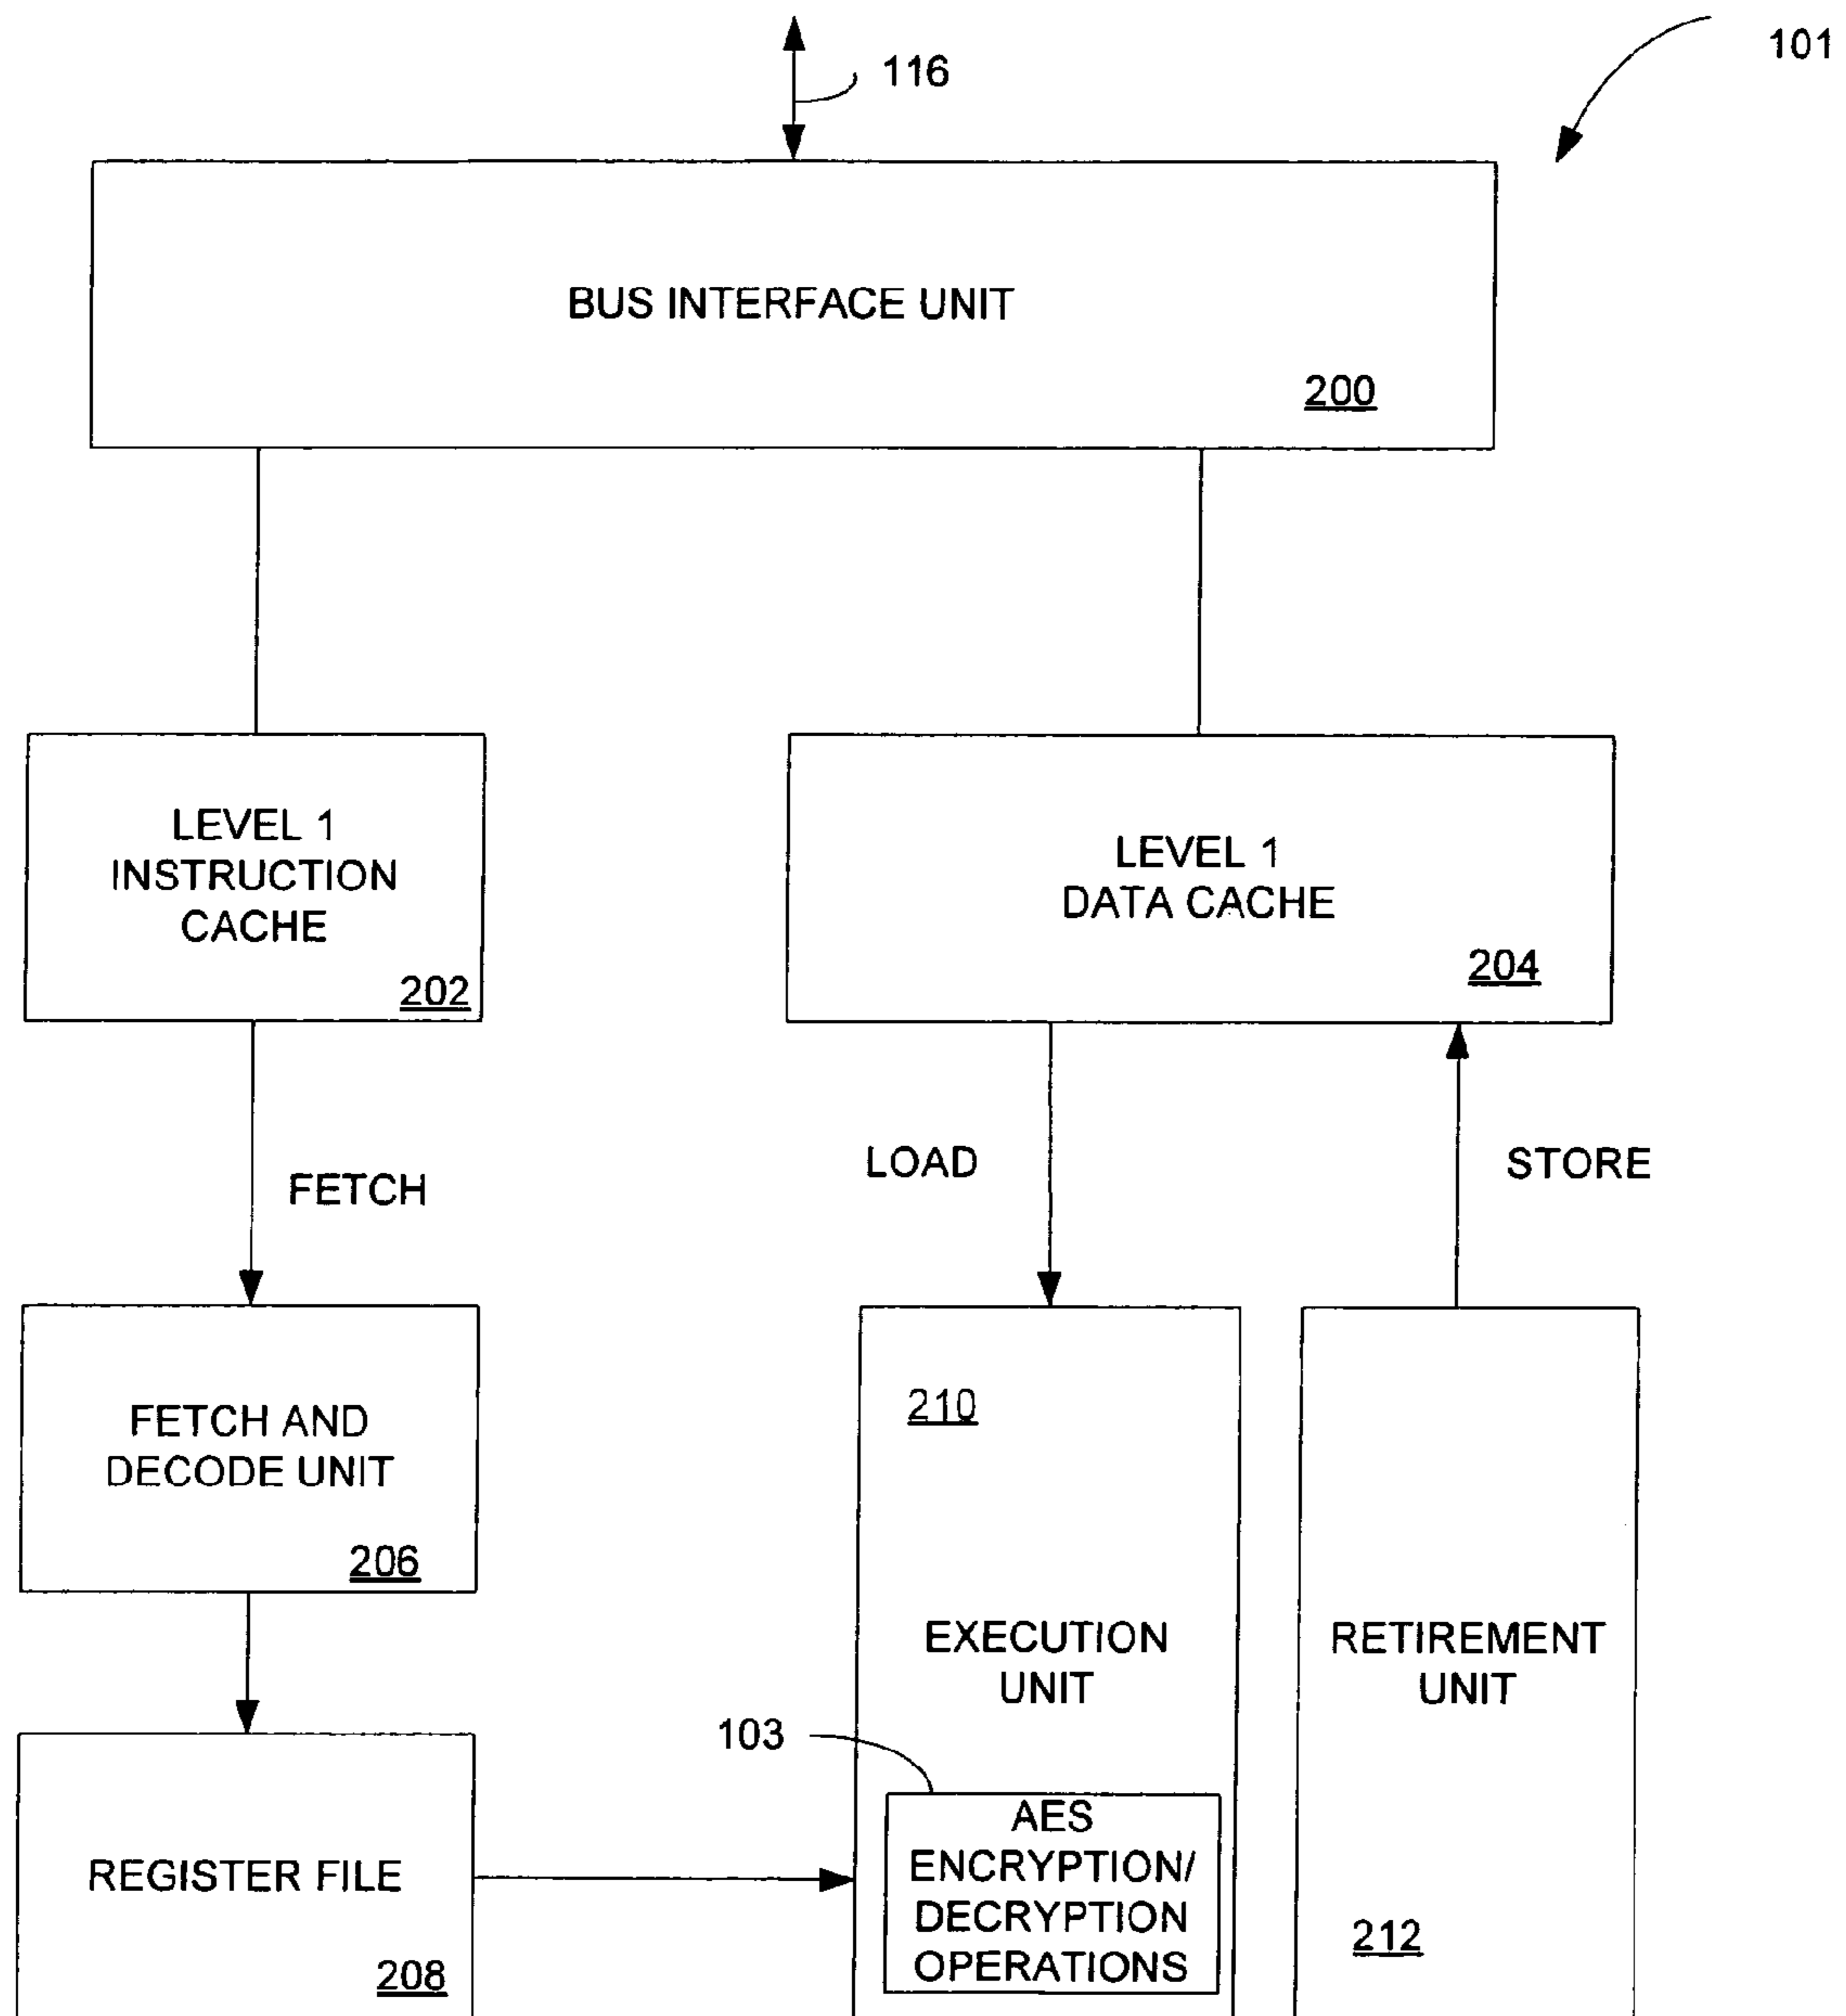 101
116
BUS INTERFACE UNIT
200
LEVEL 1
INSTRUCTION
CACHE
202
LEVEL 1
DATA CACHE
204
FETCH
LOAD
STORE
FETCH AND
DECODE UNIT
206
210
EXECUTION
UNIT
RETIREMENT
UNIT
103
REGISTER FILE
208
AES
ENCRYPTION/
DECRYPTION
OPERATIONS
212